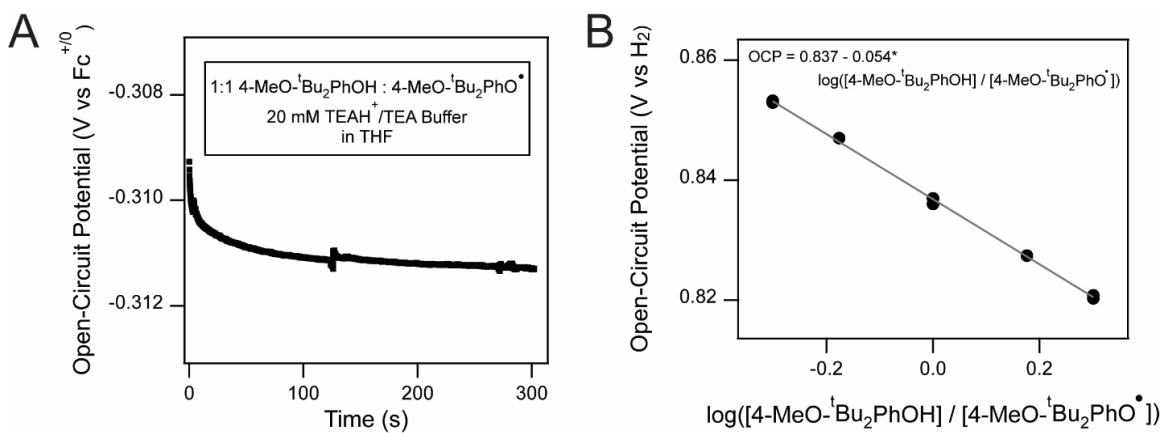 A
Open-Circuit Potential (V vs Fc⁺ᐟ⁰)
-0.308
-0.310
-0.312
1:1 4-MeO-ᵗBu₂PhOH : 4-MeO-ᵗBu₂PhO•
20 mM TEAH⁺/TEA Buffer
in THF
0
100
200
300
Time (s)
B
Open-Circuit Potential (V vs H₂)
0.86
0.84
0.82
OCP = 0.837 - 0.054*
log([4-MeO-ᵗBu₂PhOH] / [4-MeO-ᵗBu₂PhO•])
-0.2
0.0
0.2
log([4-MeO-ᵗBu₂PhOH] / [4-MeO-ᵗBu₂PhO•])